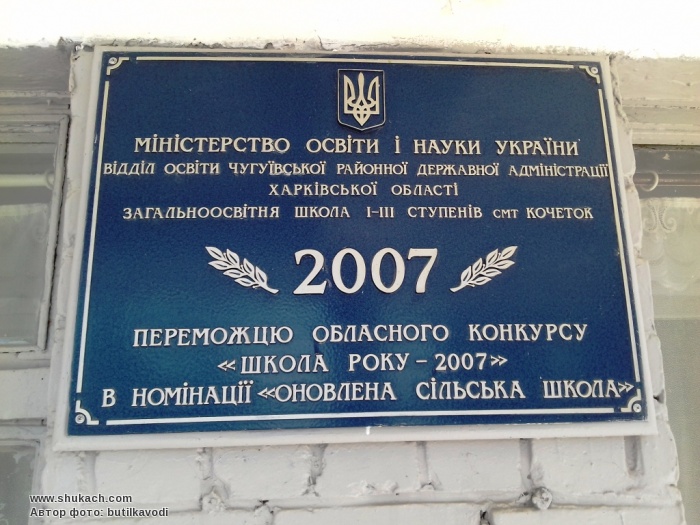 МІНІСТЕРСТВО ОСВІТИ І НАУКИ УКРАЇНИ
ВІДДІЛ ОСВІТИ ЧУГУЇВСЬКОЇ РАЙОННОЇ ДЕРЖАВНОЇ АДМІНІСТРАЦІЇ
ХАРКІВСЬКОЇ ОБЛАСТІ
ЗАГАЛЬНООСВІТНЯ ШКОЛА І-ІІІ СТУПЕНІВ СМТ КОЧЕТОК
2007
ПЕРЕМОЖЦЮ ОБЛАСНОГО КОНКУРСУ
«ШКОЛА РОКУ – 2007»
В НОМІНАЦІЇ «ОНОВЛЕНА СІЛЬСЬКА ШКОЛА»
www.shukach.com
Автор фото: butilkavodi